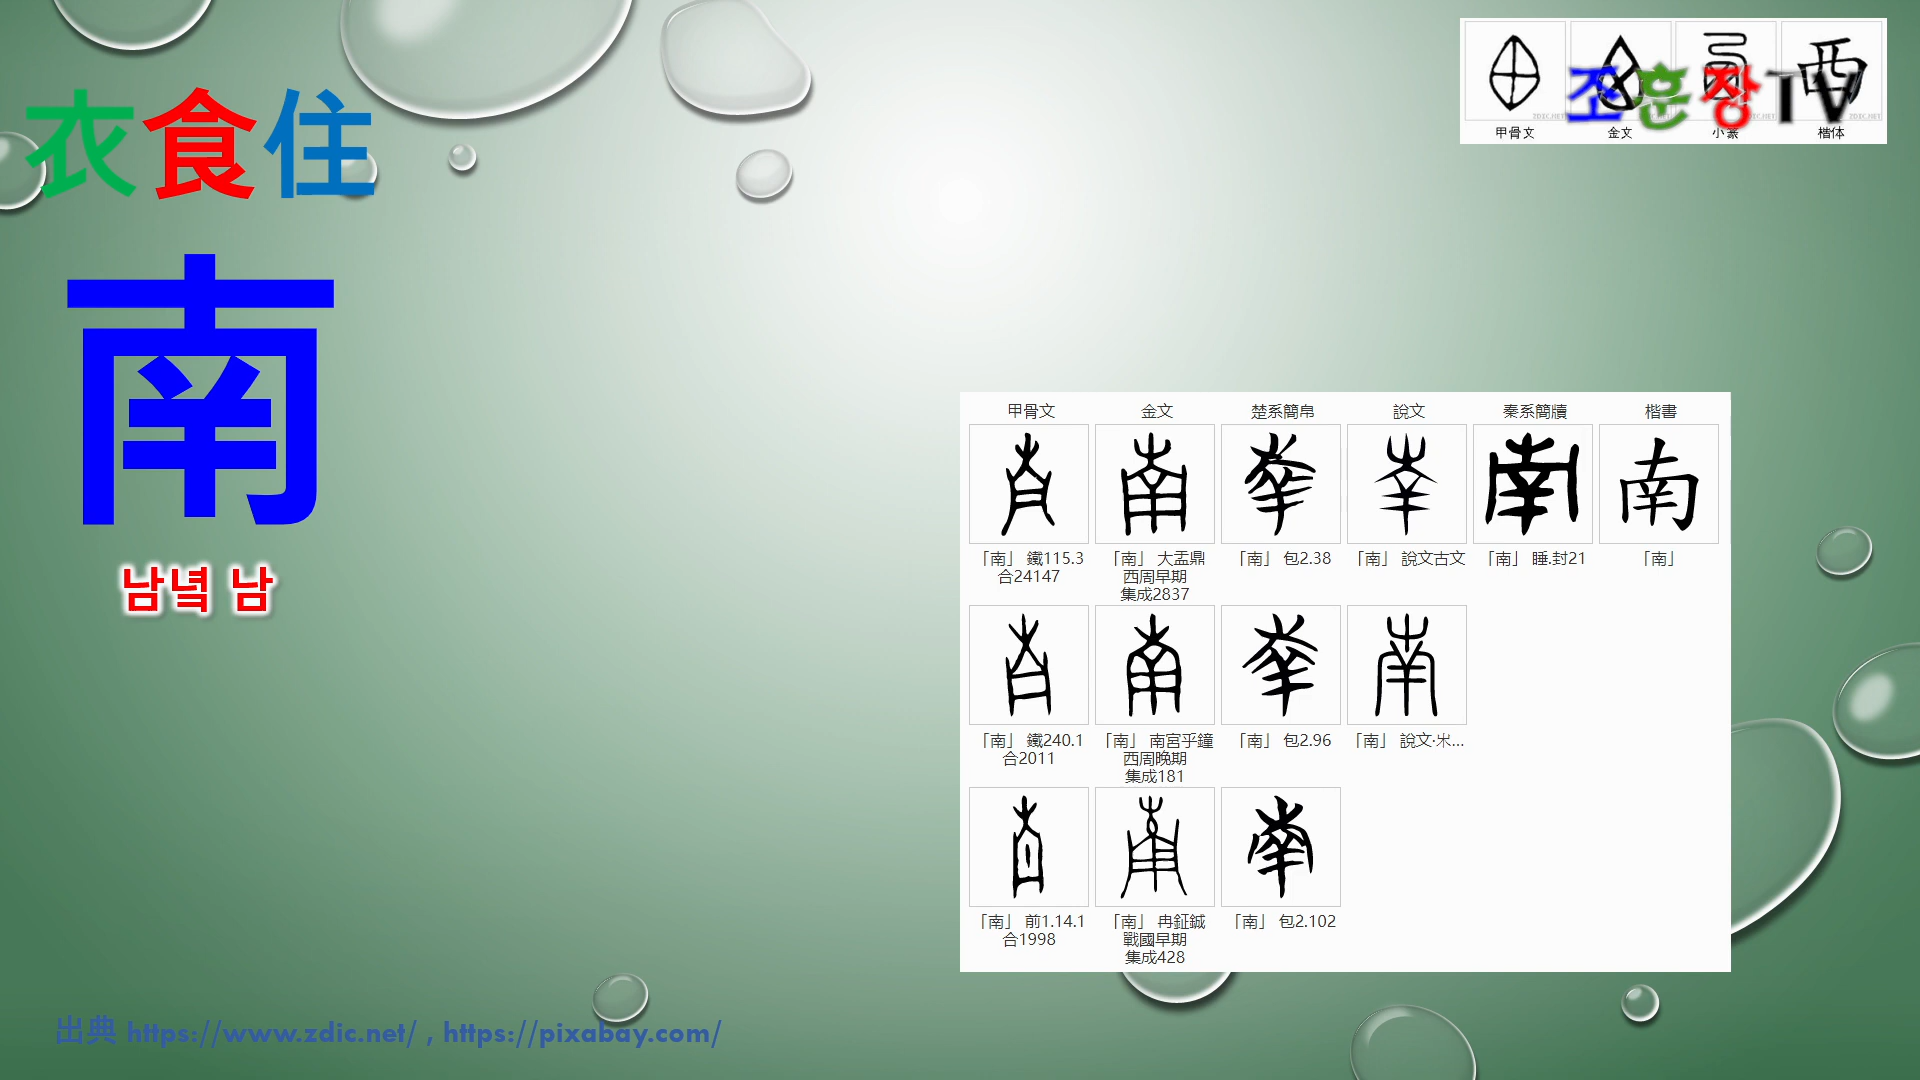 衣食住
南
남녘 남
조훈장TV
甲骨文 金文 小篆 楷体
甲骨文 金文 楚系簡帛 說文 秦系簡牘 楷書
「南」 鐵115.3 合24147
「南」 大盂鼎 西周早期 集成2837
「南」 包2.38
「南」 說文古文
「南」 睡.封21
「南」
「南」 鐵240.1 合2011
「南」 南宮乎鐘 西周晚期 集成181
「南」 包2.96
「南」 說文‧𣎵...
「南」 前1.14.1 合1998
「南」 冉鉦鋮 戰國早期 集成428
「南」 包2.102
出典 https://www.zdic.net/ , https://pixabay.com/